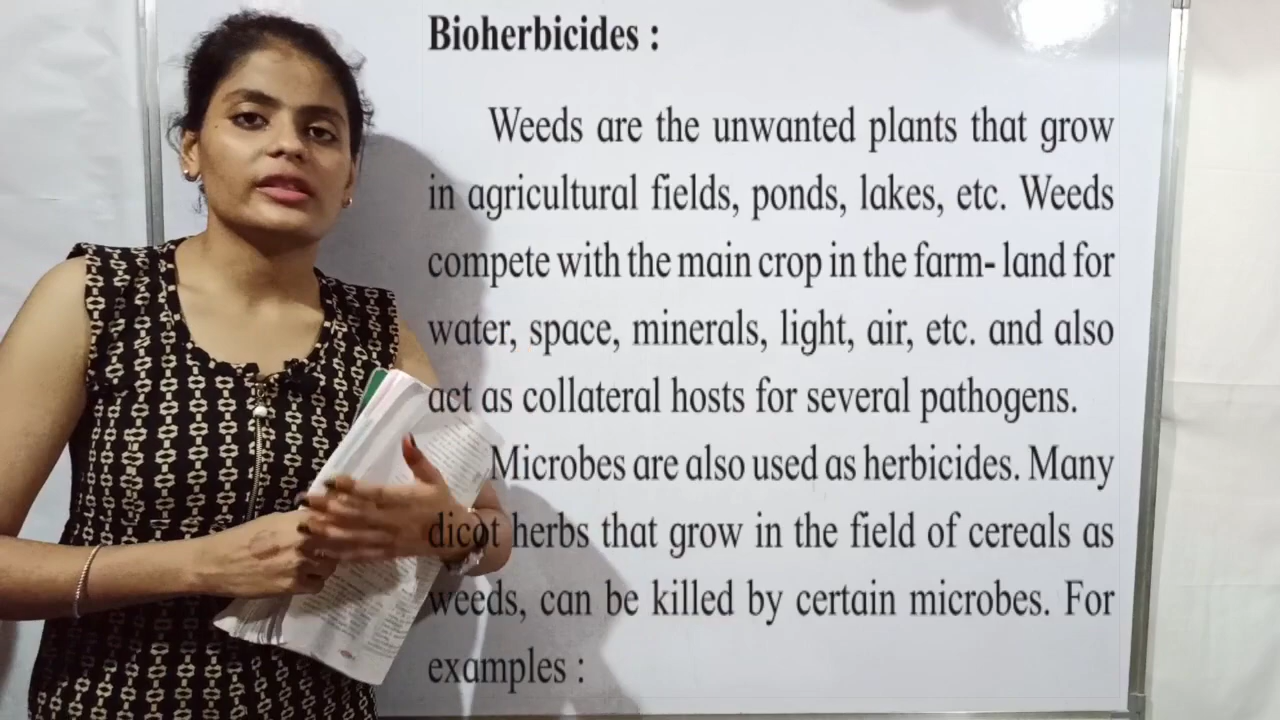 Bioherbicides :
Weeds are the unwanted plants that grow
in agricultural fields, ponds, lakes, etc. Weeds
compete with the main crop in the farm- land for
water, space, minerals, light, air, etc. and also
act as collateral hosts for several pathogens.
Microbes are also used as herbicides. Many
dicot herbs that grow in the field of cereals as
weeds, can be killed by certain microbes. For
examples :